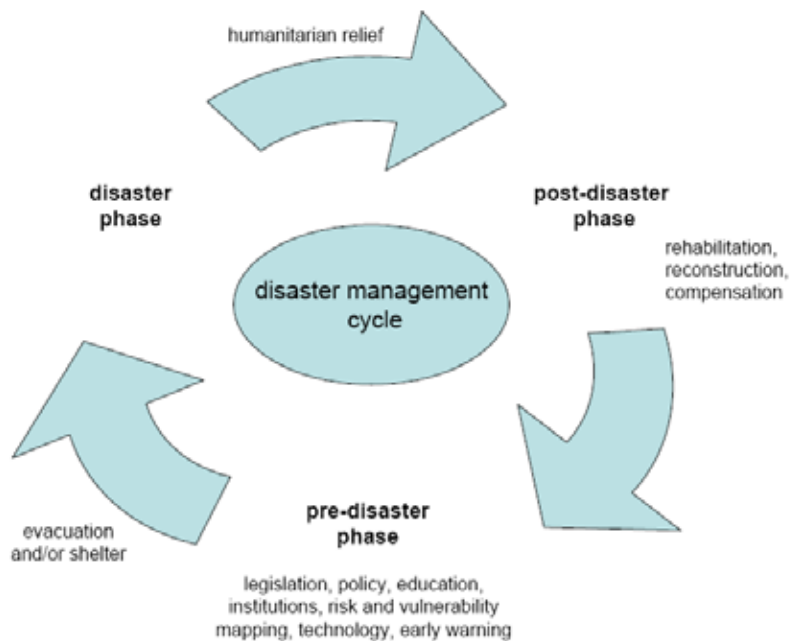 humanitarian relief
disaster
phase
post-disaster
phase
rehabilitation,
reconstruction,
compensation
disaster management
cycle
evacuation
and/or shelter
pre-disaster
phase
legislation, policy, education,
institutions, risk and vulnerability
mapping, technology, early warning